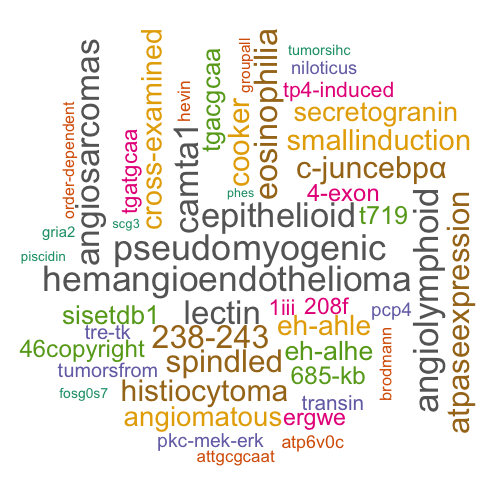 tumorsihc
niloticus
groupall
hevin
order-dependent
angiosarcomas
tgatgcaa
cross-examined
camta1
tgacgcaa
cooker
eosinophilia
tp4-induced
secretogranin
smallinduction
c-juncebpα
phes
4-exon
scg3
gria2
piscidin
epithelioid
t719
pseudomyogenic
hemangioendothelioma
angiolymphoid
atpaseexpression
sisetdb1
lectin
1iii
208f
pcp4
tre-tk
238-243
eh-ahle
46copyright
spindled
eh-alhe
tumorsfrom
685-kb
brodmann
fosg0s7
histiocytoma
transin
angiomatous
ergwe
pkc-mek-erk
atp6v0c
attgcgcaat